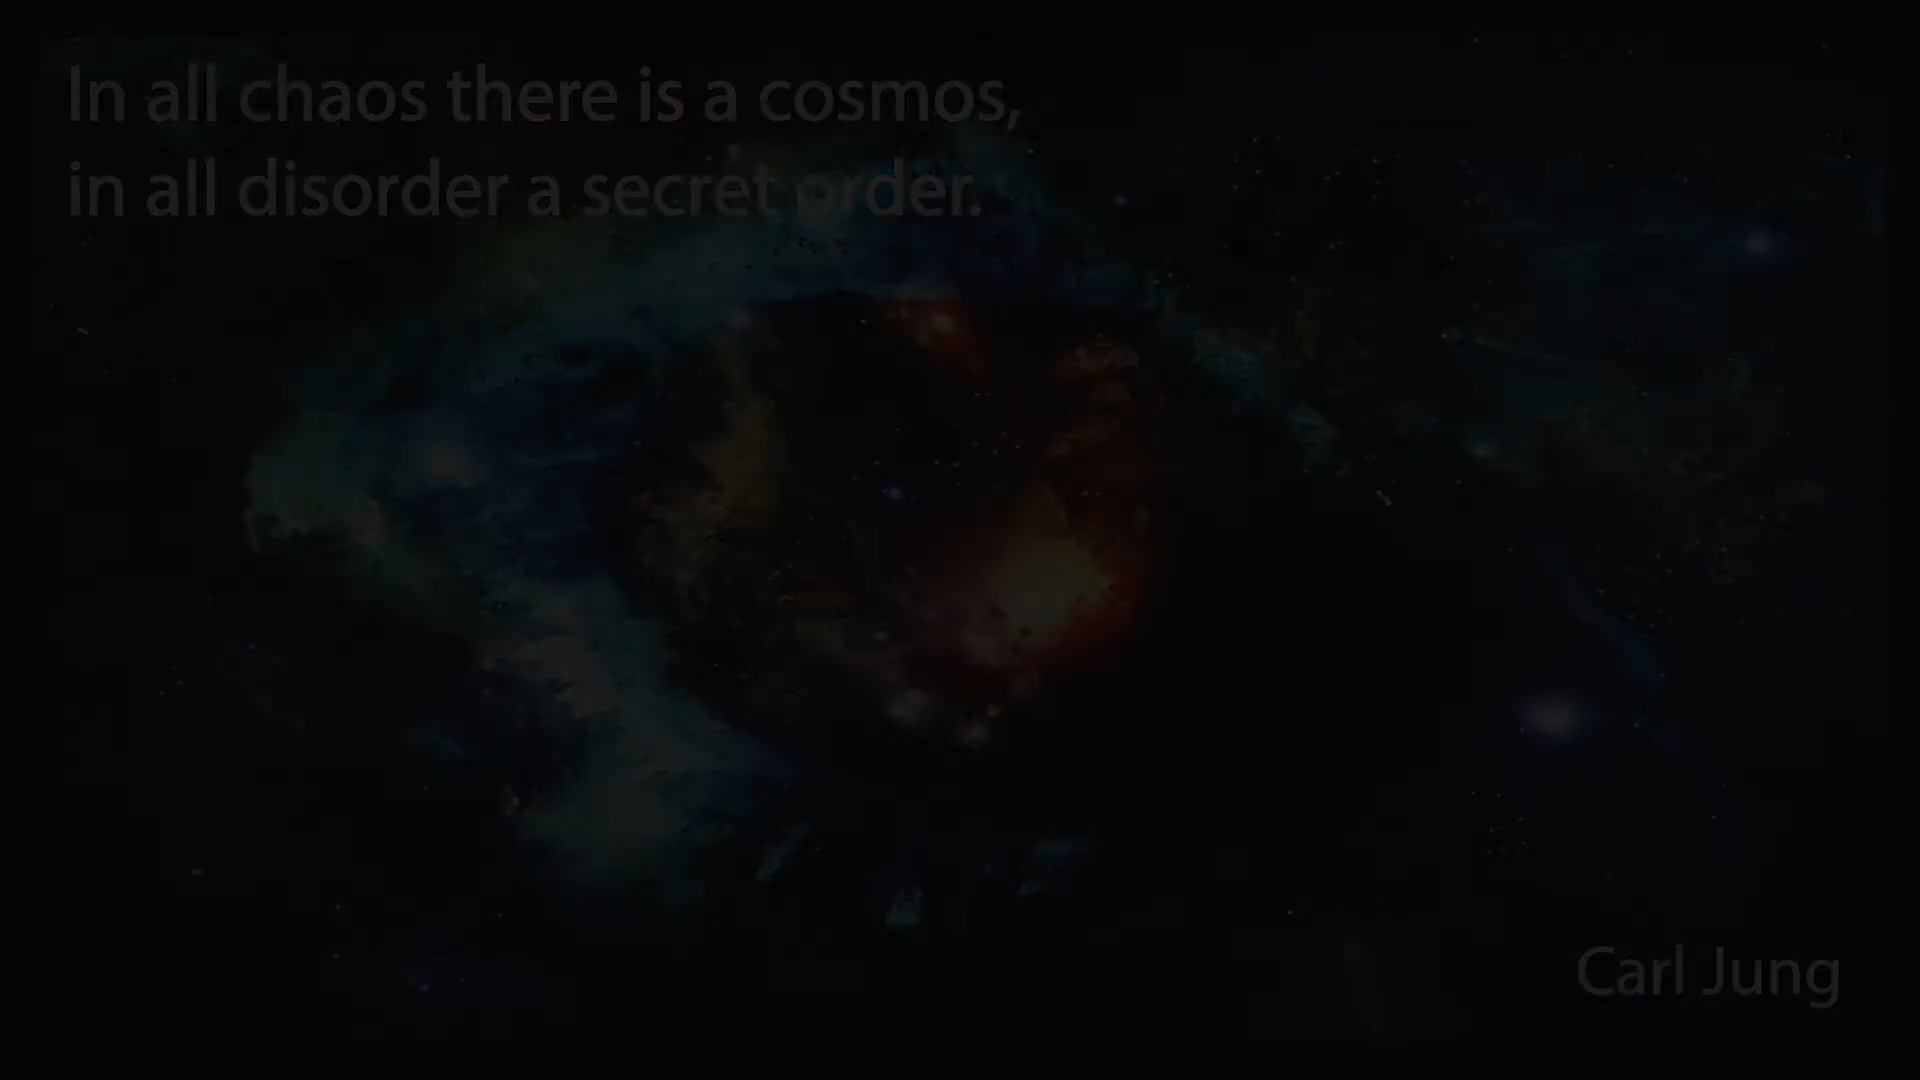 In all chaos there is a cosmos,
in all disorder a secret order.
Carl Jung